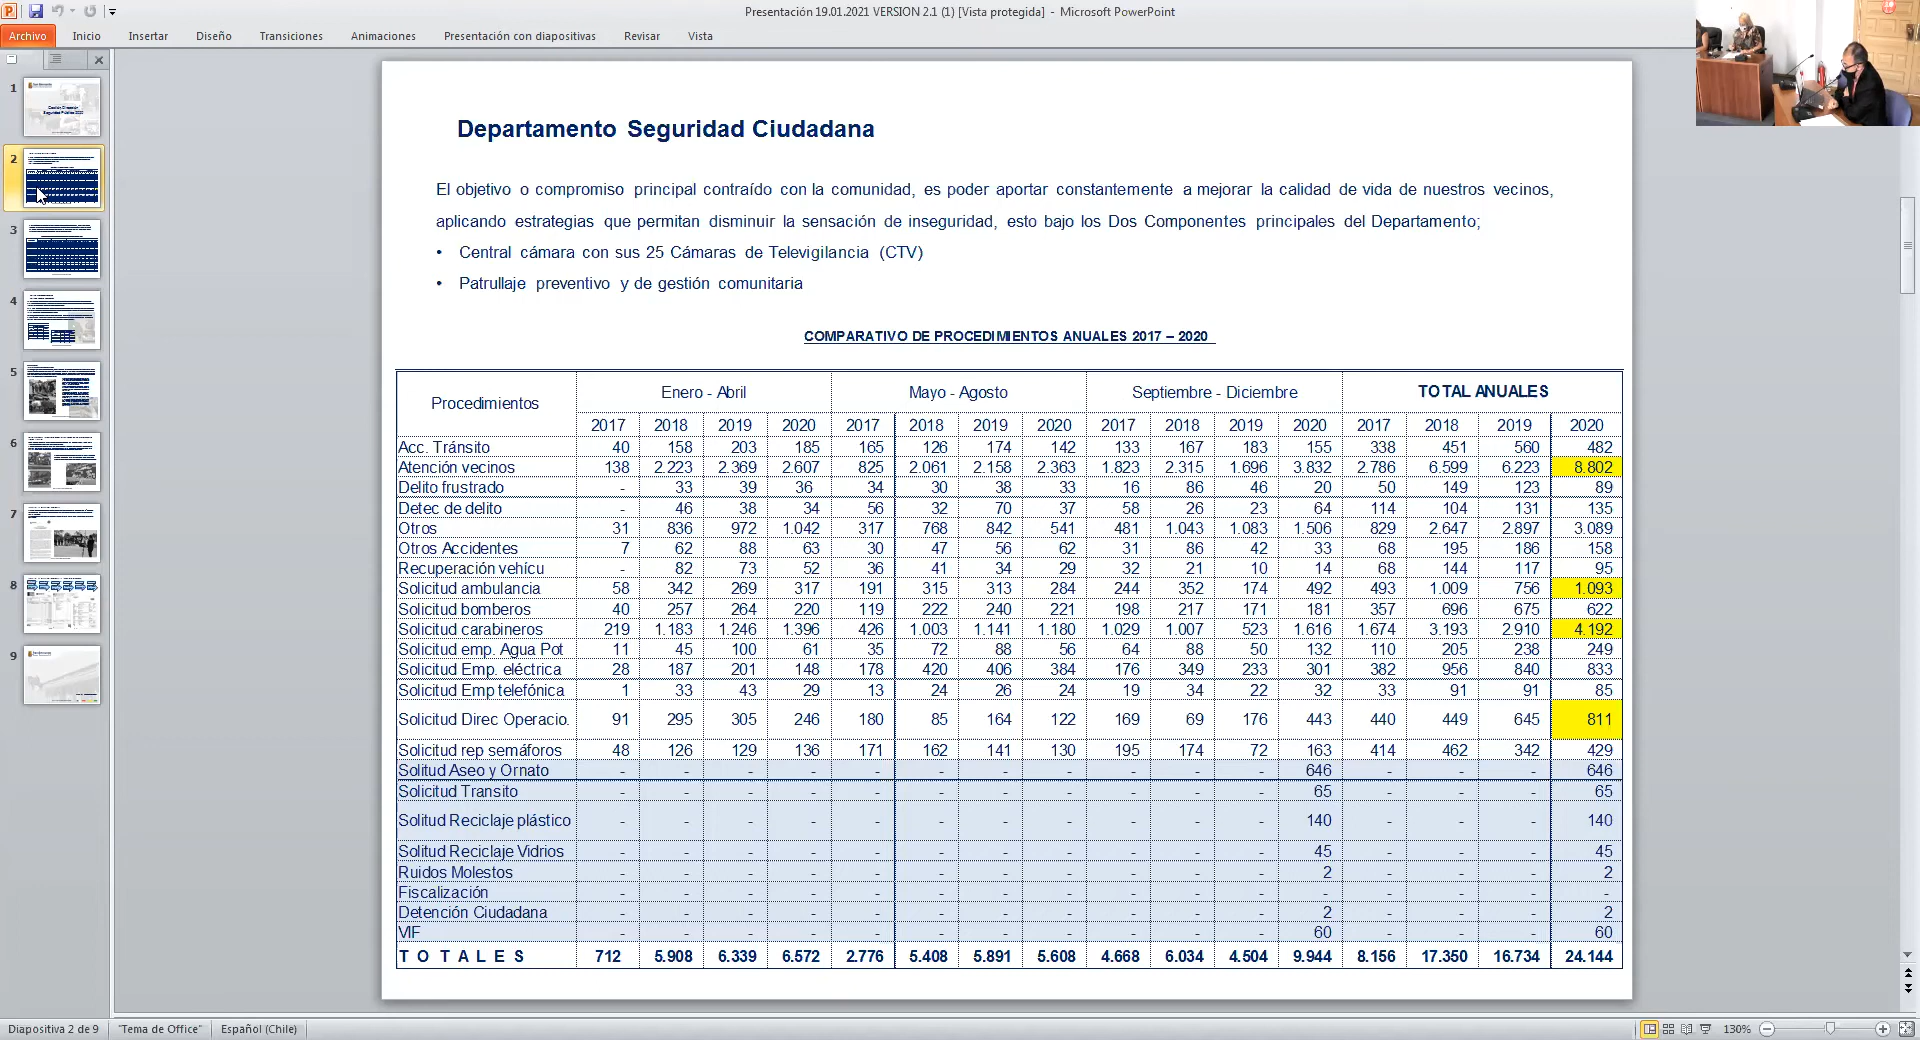 Presentación 19.01.2021 VERSION 2.1 (1) [Vista protegida] - Microsoft PowerPoint
Archivo Inicio Insertar Diseño Transiciones Animaciones Presentación con diapositivas Revisar Vista
Departamento Seguridad Ciudadana
El objetivo o compromiso principal contraído con la comunidad, es poder aportar constantemente a mejorar la calidad de vida de nuestros vecinos,
aplicando estrategias que permitan disminuir la sensación de inseguridad, esto bajo los Dos Componentes principales del Departamento;
• Central cámara con sus 25 Cámaras de Televigilancia (CTV)
• Patrullaje preventivo y de gestión comunitaria
COMPARATIVO DE PROCEDIMIENTOS ANUALES 2017 – 2020
Procedimientos Enero - Abril Mayo - Agosto Septiembre - Diciembre TOTAL ANUALES
2017 2018 2019 2020 2017 2018 2019 2020 2017 2018 2019 2020 2017 2018 2019 2020
Acc. Tránsito 40 158 203 185 165 126 174 142 133 167 183 155 338 451 560 482
Atención vecinos 138 2.223 2.369 2.607 825 2.061 2.158 2.363 1.823 2.315 1.696 3.832 2.786 6.599 6.223 8.802
Delito frustrado - 33 39 36 34 30 38 33 16 86 46 20 50 149 123 89
Detec de delito - 46 38 34 56 32 70 37 58 26 23 64 114 104 131 135
Otros 31 836 972 1.042 317 768 842 541 481 1.043 1.083 1.506 829 2.647 2.897 3.089
Otros Accidentes 7 62 88 63 30 47 56 62 31 86 42 33 68 195 186 158
Recuperación vehícu - 82 73 52 36 41 34 29 32 21 10 14 68 144 117 95
Solicitud ambulancia 58 342 269 317 191 315 313 284 244 352 174 492 493 1.009 756 1.093
Solicitud bomberos 40 257 264 220 119 222 240 221 198 217 171 181 357 696 675 622
Solicitud carabineros 219 1.183 1.246 1.396 426 1.003 1.141 1.180 1.029 1.007 523 1.616 1.674 3.193 2.910 4.192
Solicitud emp. Agua Pot 11 45 100 61 35 72 88 56 64 88 50 132 110 205 238 249
Solicitud Emp. eléctrica 28 187 201 148 178 420 406 384 176 349 233 301 382 956 840 833
Solicitud Emp telefónica 1 33 43 29 13 24 26 24 19 34 22 32 33 91 91 85
Solicitud Direc Operacio. 91 295 305 246 180 85 164 122 169 69 176 443 440 449 645 811
Solicitud rep semáforos 48 126 129 136 171 162 141 130 195 174 72 163 414 462 342 429
Solitud Aseo y Ornato - - - - - - - - - - - 646 - - - 646
Solicitud Transito - - - - - - - - - - - 65 - - - 65
Solitud Reciclaje plástico - - - - - - - - - - - 140 - - - 140
Solitud Reciclaje Vidrios - - - - - - - - - - - 45 - - - 45
Ruidos Molestos - - - - - - - - - - - 2 - - - 2
Fiscalización - - - - - - - - - - - - - - - -
Detención Ciudadana - - - - - - - - - - - 2 - - - 2
VIF - - - - - - - - - - - 60 - - - 60
T O T A L E S 712 5.908 6.339 6.572 2.776 5.408 5.891 5.608 4.668 6.034 4.504 9.944 8.156 17.350 16.734 24.144
1
2
3
4
5
6
7
8
9
Diapositiva 2 de 9 "Tema de Office" Español (Chile) 130%